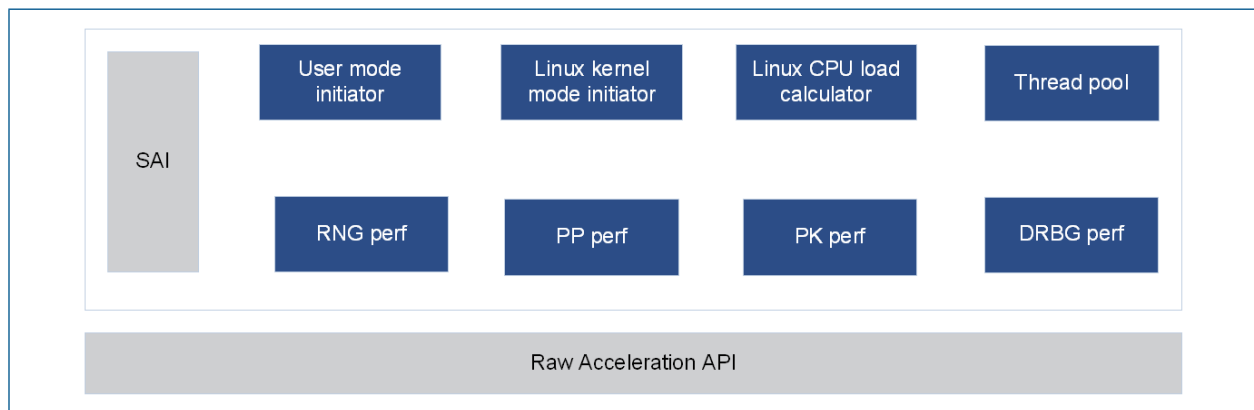 User mode
initiator
Linux kernel
mode initiator
Linux CPU load
calculator
Thread pool
SAI
RNG perf
PP perf
PK perf
DRBG perf
Raw Acceleration API